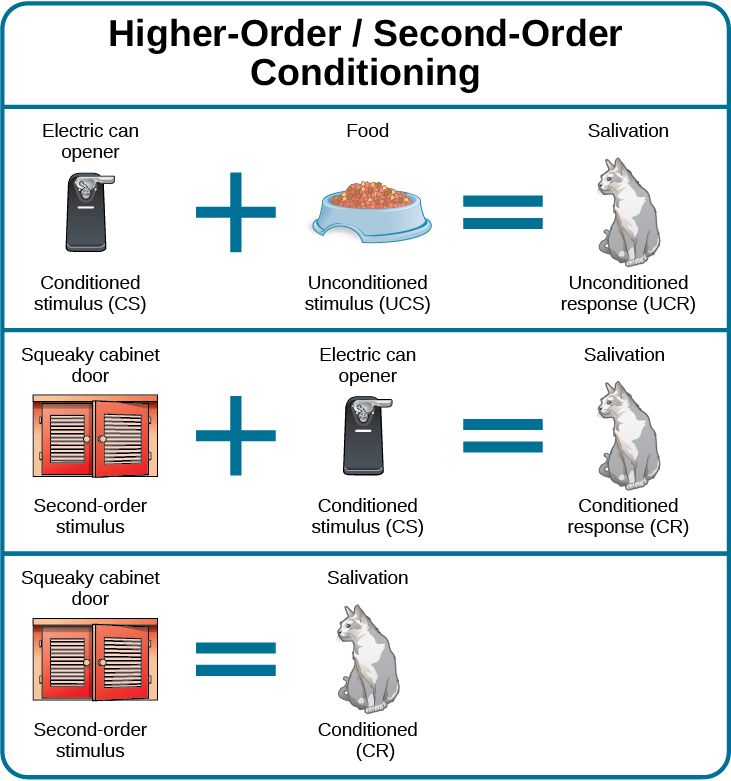 Higher-Order / Second-Order
Conditioning
Electric can
opener
Food
Salivation
Conditioned
stimulus (CS)
Unconditioned
stimulus (UCS)
Unconditioned
response (UCR)
Squeaky cabinet
door
Electric can
opener
Salivation
Second-order
stimulus
Conditioned
stimulus (CS)
Conditioned
response (CR)
Squeaky cabinet
door
Salivation
Second-order
stimulus
Conditioned
(CR)